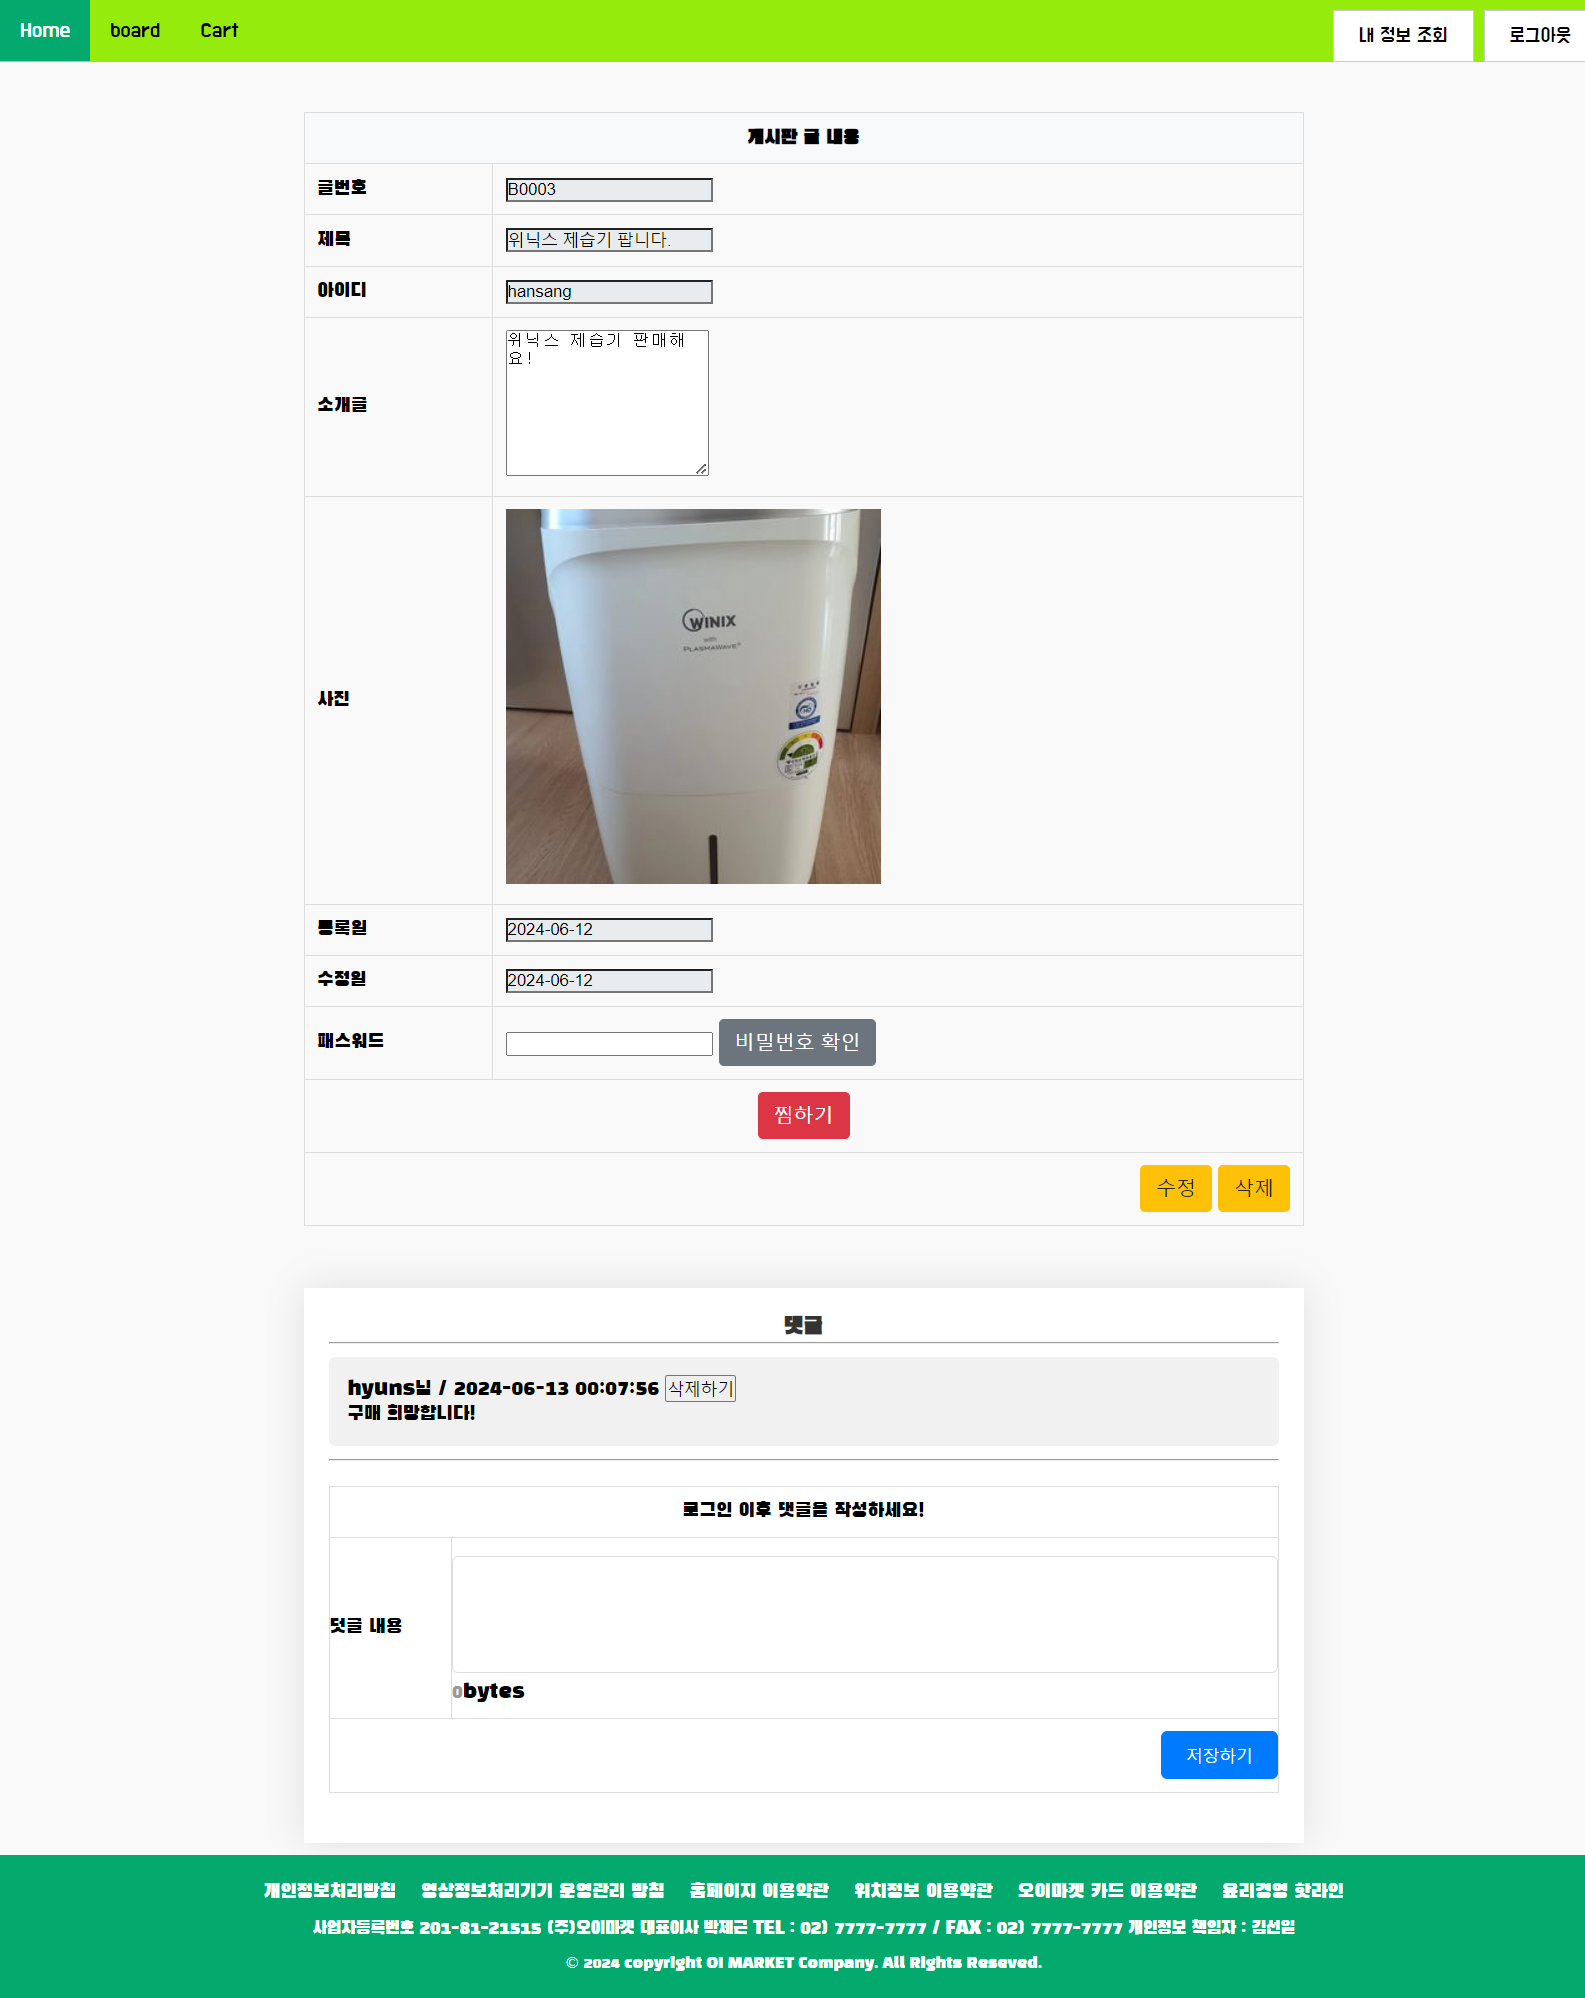 Home board Cart 내 정보 조회 로그아웃
게시판 글 내용
글번호 B0003
제목 위닉스 제습기 팝니다.
아이디 hansang
소개글 위닉스 제습기 판매해
요!
사진
WINIX
with
PLASMAWAVE®
등록일 2024-06-12
수정일 2024-06-12
패스워드 비밀번호 확인
찜하기
수정 삭제
댓글
hyuns님 / 2024-06-13 00:07:56 삭제하기
구매 희망합니다!
로그인 이후 댓글을 작성하세요!
덧글 내용
0bytes
저장하기
개인정보처리방침 영상정보처리기기 운영관리 방침 홈페이지 이용약관 위치정보 이용약관 오이마켓 카드 이용약관 윤리경영 핫라인
사업자등록번호 201-81-21515 (주)오이마켓 대표이사 박제근 TEL : 02) 7777-7777 / FAX : 02) 7777-7777 개인정보 책임자 : 김선일
© 2024 copyright OI MARKET Company. All Rights Reseved.